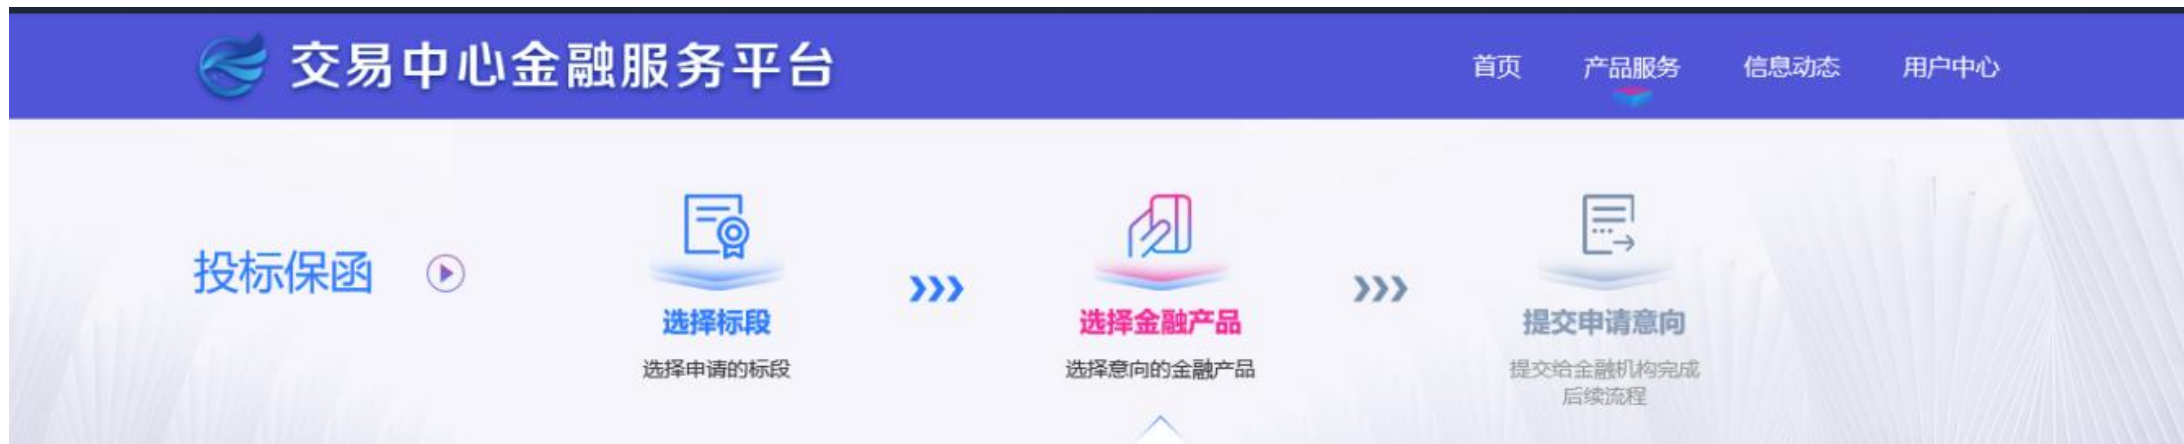 交易中心金融服务平台
首页 产品服务 信息动态 用户中心
投标保函
选择标段
选择申请的标段
选择金融产品
选择意向的金融产品
提交申请意向
提交给金融机构完成
后续流程